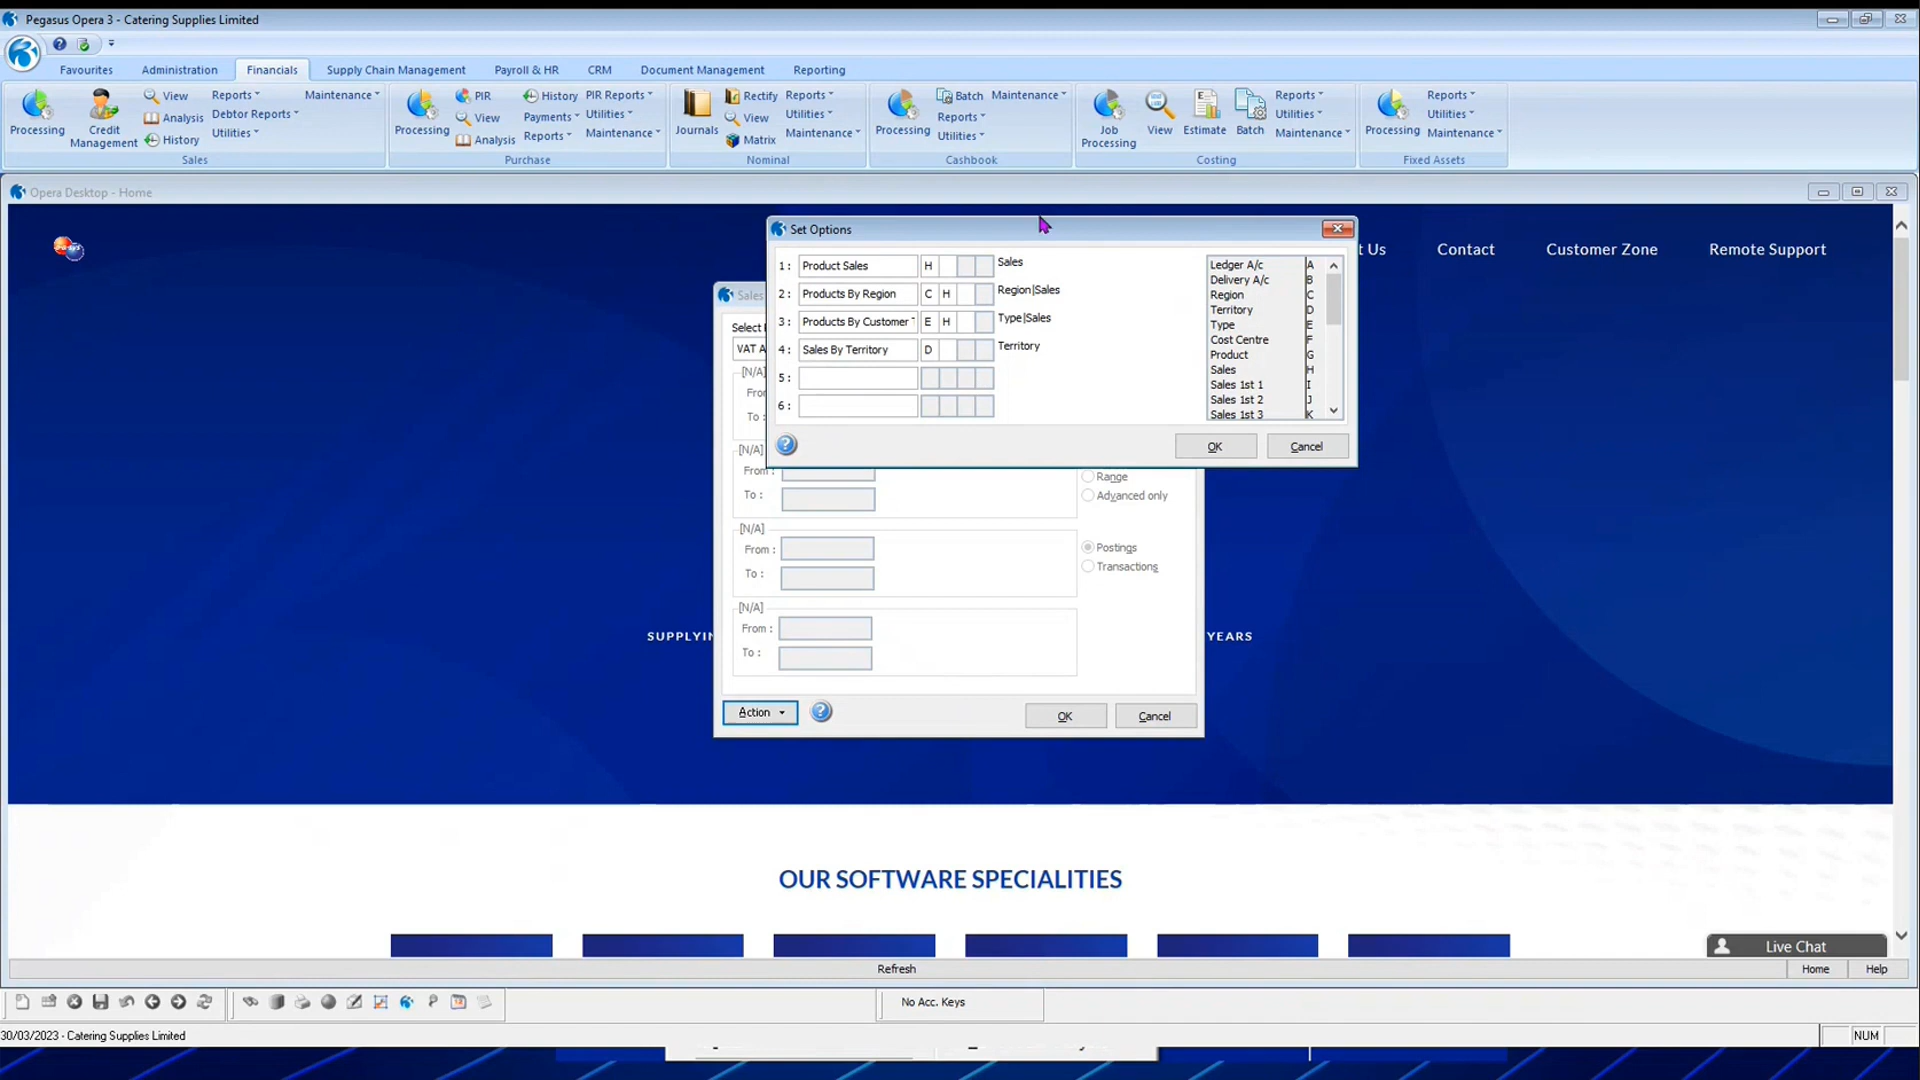 Pegasus Opera 3 - Catering Supplies Limited
Favourites Administration Financials Supply Chain Management Payroll & HR CRM Document Management Reporting
Processing
Credit Management
View
Analysis
History
Reports
Debtor Reports
Utilities
Maintenance
Sales
Processing
PIR
View
Analysis
History
Payments
Reports
PIR Reports
Utilities
Maintenance
Purchase
Journals
Rectify
View
Matrix
Reports
Utilities
Maintenance
Nominal
Processing
Batch
Reports
Utilities
Maintenance
Cashbook
Job Processing
View
Estimate
Batch
Reports
Utilities
Maintenance
Costing
Processing
Reports
Maintenance
Fixed Assets
Opera Desktop - Home
t Us Contact Customer Zone Remote Support
Set Options
1: Product Sales H Sales
2: Products By Region C H Region|Sales
3: Products By Customer T E H Type|Sales
4: Sales By Territory D Territory
5:
6:
Ledger A/c A
Delivery A/c B
Region C
Territory D
Type E
Cost Centre F
Product G
Sales H
Sales 1st 1 I
Sales 1st 2 J
Sales 1st 3 K
OK Cancel
Sales
Select
VAT A
[N/A]
From
To :
[N/A]
From :
To :
Range
Advanced only
[N/A]
From :
To :
Postings
Transactions
[N/A]
From :
To :
Action OK Cancel
SUPPLYIN YEARS
OUR SOFTWARE SPECIALITIES
Live Chat
Refresh Home Help
No Acc. Keys
30/03/2023 - Catering Supplies Limited NUM